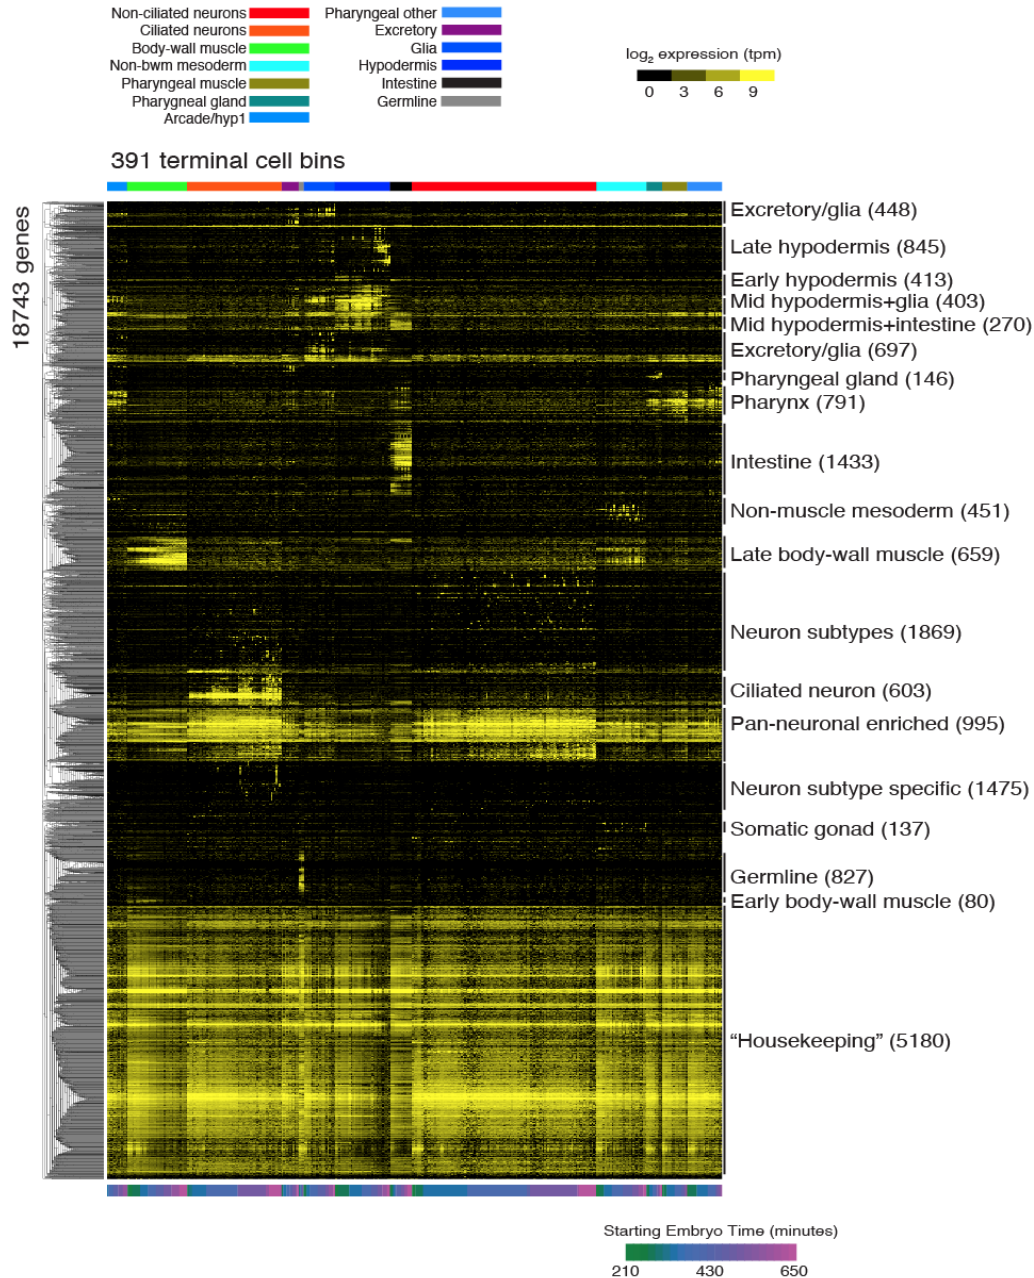 Non-ciliated neurons
Ciliated neurons
Body-wall muscle
Non-bwm mesoderm
Pharyngeal muscle
Pharygneal gland
Arcade/hyp1
Pharyngeal other
Excretory
Glia
Hypodermis
Intestine
Germline
log2 expression (tpm)
0 3 6 9
391 terminal cell bins
18743 genes
Excretory/glia (448)
Late hypodermis (845)
Early hypodermis (413)
Mid hypodermis+glia (403)
Mid hypodermis+intestine (270)
Excretory/glia (697)
Pharyngeal gland (146)
Pharynx (791)
Intestine (1433)
Non-muscle mesoderm (451)
Late body-wall muscle (659)
Neuron subtypes (1869)
Ciliated neuron (603)
Pan-neuronal enriched (995)
Neuron subtype specific (1475)
Somatic gonad (137)
Germline (827)
Early body-wall muscle (80)
“Housekeeping” (5180)
Starting Embryo Time (minutes)
210 430 650